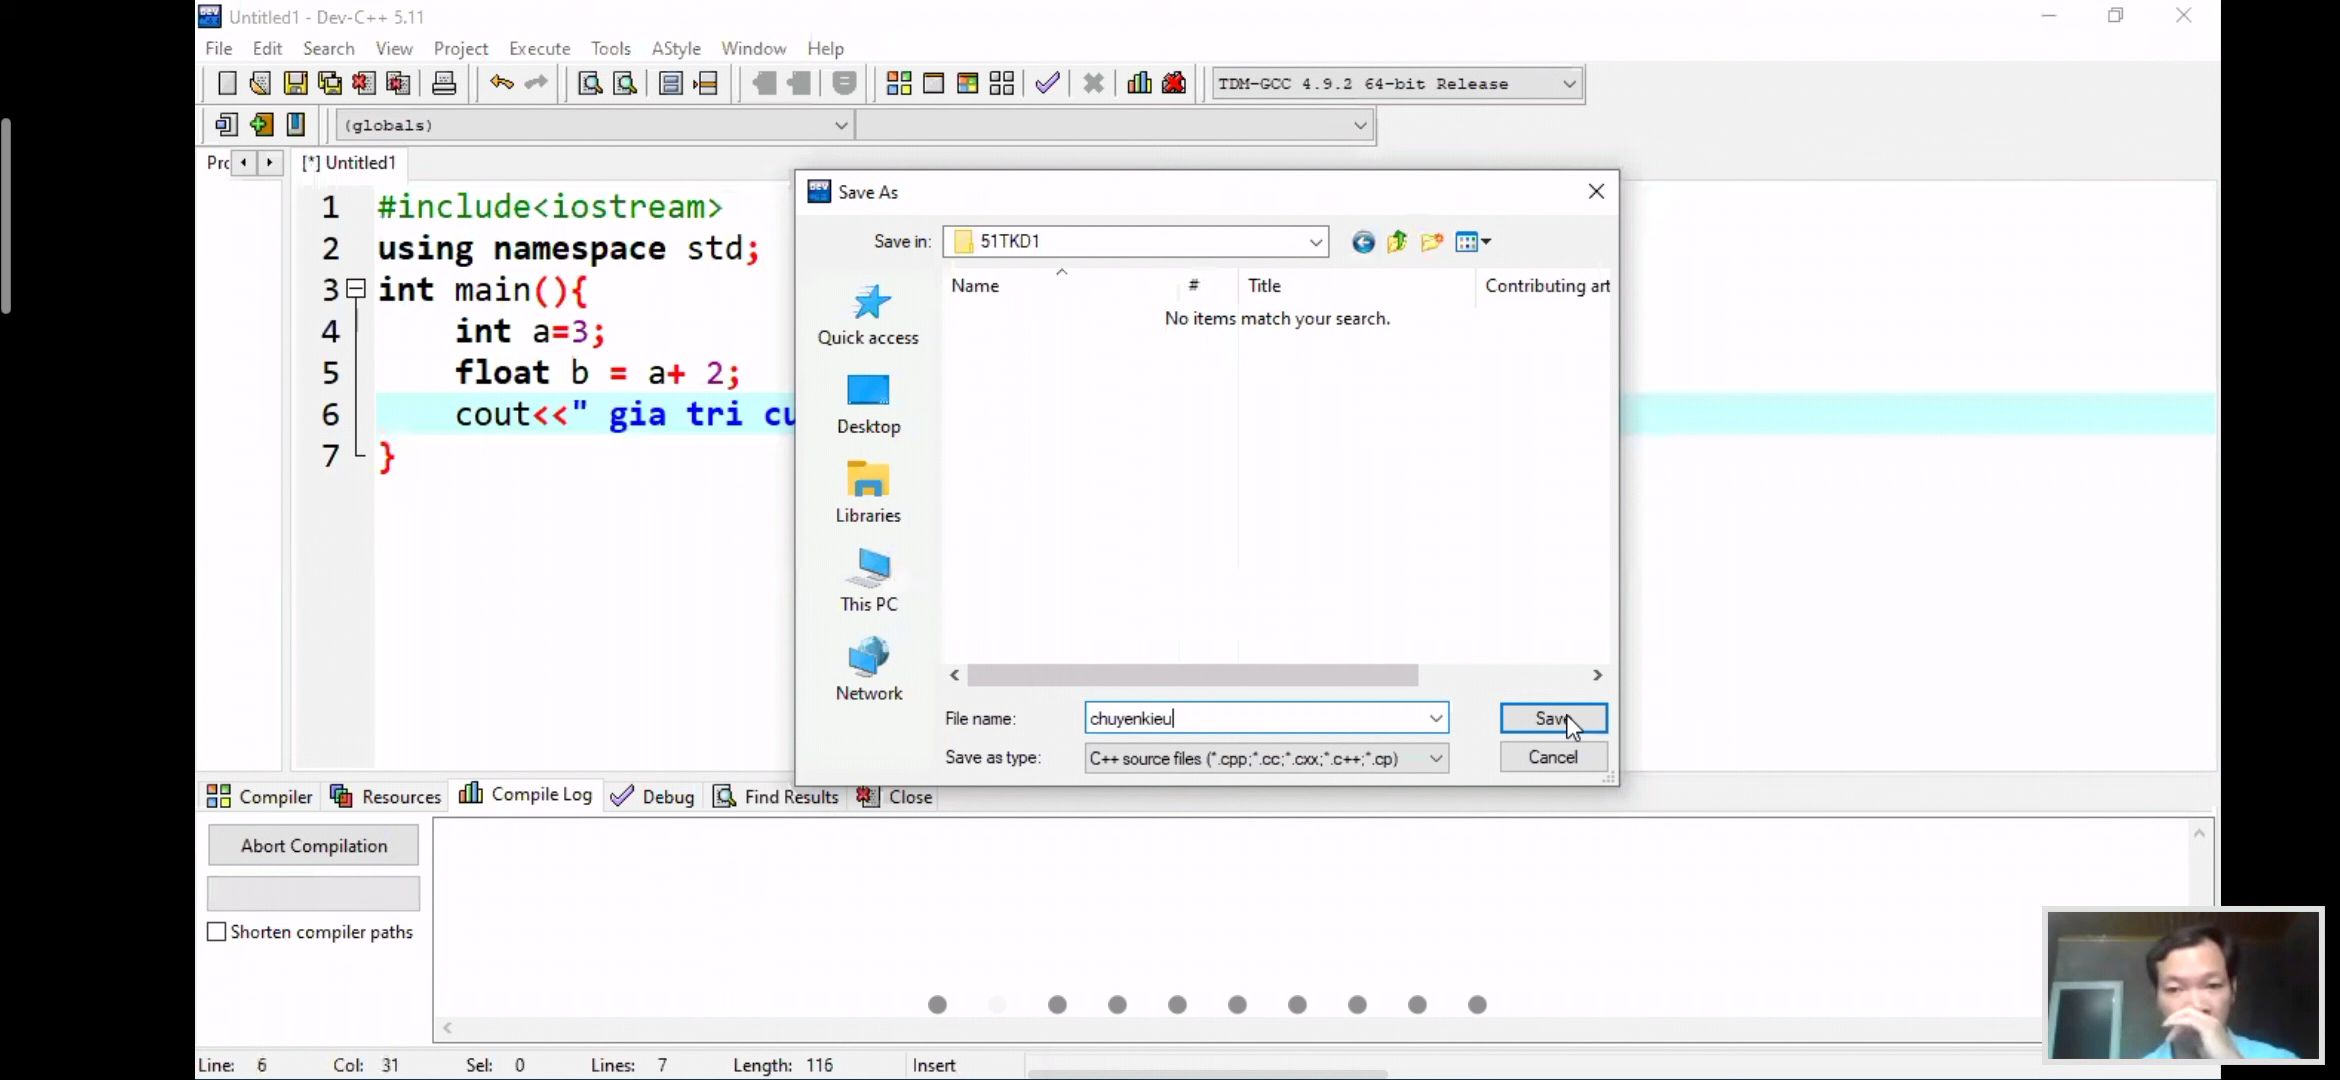 Untitled1 - Dev-C++ 5.11
File Edit Search View Project Execute Tools AStyle Window Help
TDM-GCC 4.9.2 64-bit Release
(globals)
[*] Untitled1
1 #include<iostream>
2 using namespace std;
3 int main(){
4 int a=3;
5 float b = a+ 2;
6 cout<<" gia tri cu
7 }
Save As
Save in: 51TKD1
Name # Title Contributing art
No items match your search.
Quick access
Desktop
Libraries
This PC
Network
File name: chuyenkieu Save
Save as type: C++ source files (*.cpp;*.cc;*.cxx;*.c++;*.cp) Cancel
Compiler Resources Compile Log Debug Find Results Close
Abort Compilation
Shorten compiler paths
Line: 6 Col: 31 Sel: 0 Lines: 7 Length: 116 Insert